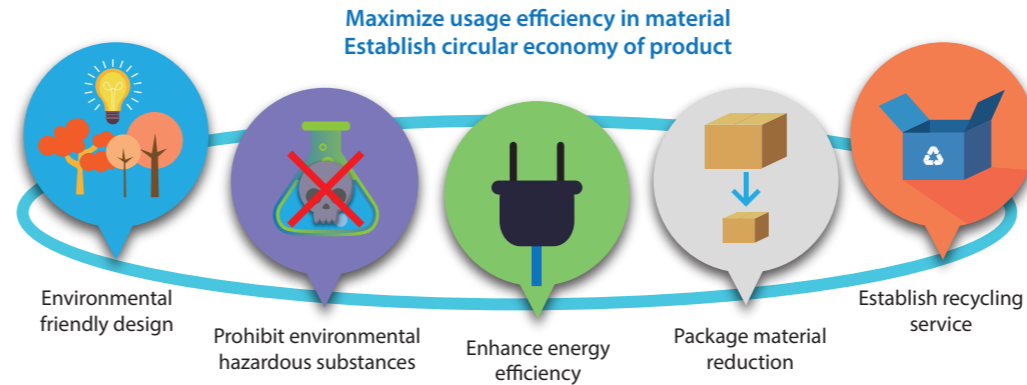 Maximize usage efficiency in material
Establish circular economy of product
Environmental
friendly design
Prohibit environmental
hazardous substances
Enhance energy
efficiency
Package material
reduction
Establish recycling
service